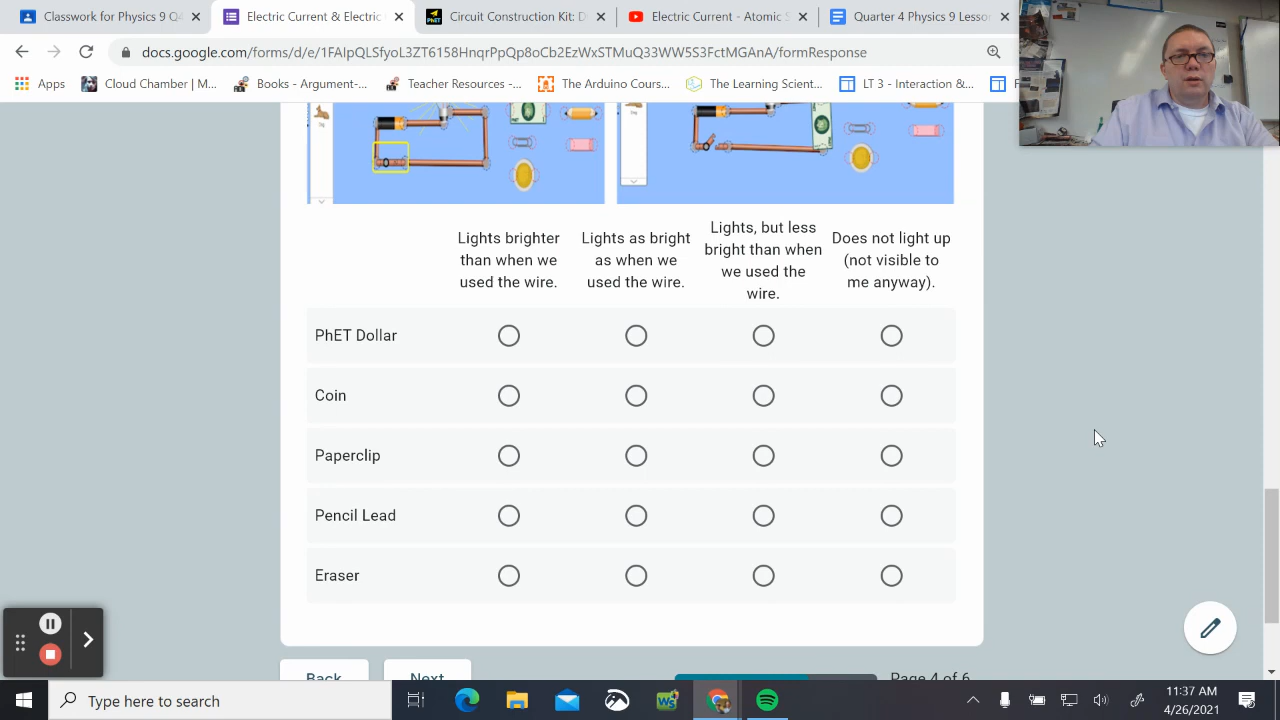 Classwork for Physics 9 Q4
Electric Current & Electric
Circuit Construction Kit: D
Electric Current - Atomic S
Quarter 4 Physics 9 Lesso
docs.google.com/forms/d/e/1FAIpQLSfyoL3ZT6158HnqrPpQp8oCb2EzWxSTMuQ33WW5S3FctMGAnA/formResponse
Apps
Cloud Chamber | M...
Books - Argument-...
Teacher Resources -...
The Arduino Cours...
The Learning Scient...
LT 3 - Interaction &...
Lights brighter
than when we
used the wire.
Lights as bright
as when we
used the wire.
Lights, but less
bright than when
we used the
wire.
Does not light up
(not visible to
me anyway).
PhET Dollar
Coin
Paperclip
Pencil Lead
Eraser
Back
Next
Page 4 of 6
Type here to search
11:37 AM
4/26/2021